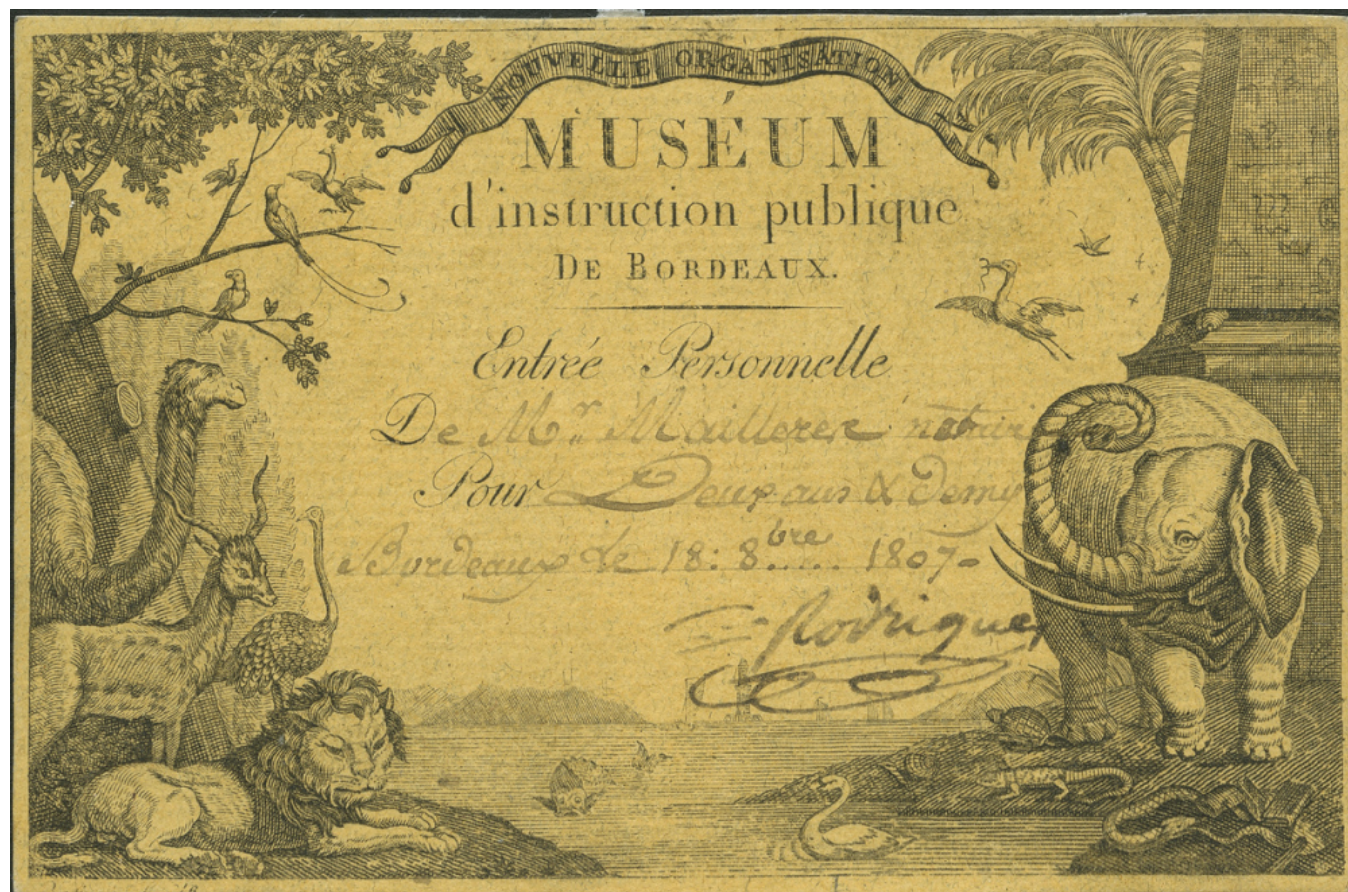 NOUVELLE ORGANISATION
MUSÉUM
d'instruction publique
DE BORDEAUX.
Entrée Personnelle
De Mr. Maillerez
Pour Deux ans & Demy
Bordeaux Le 18: 8bre 1807-
Rodrigues